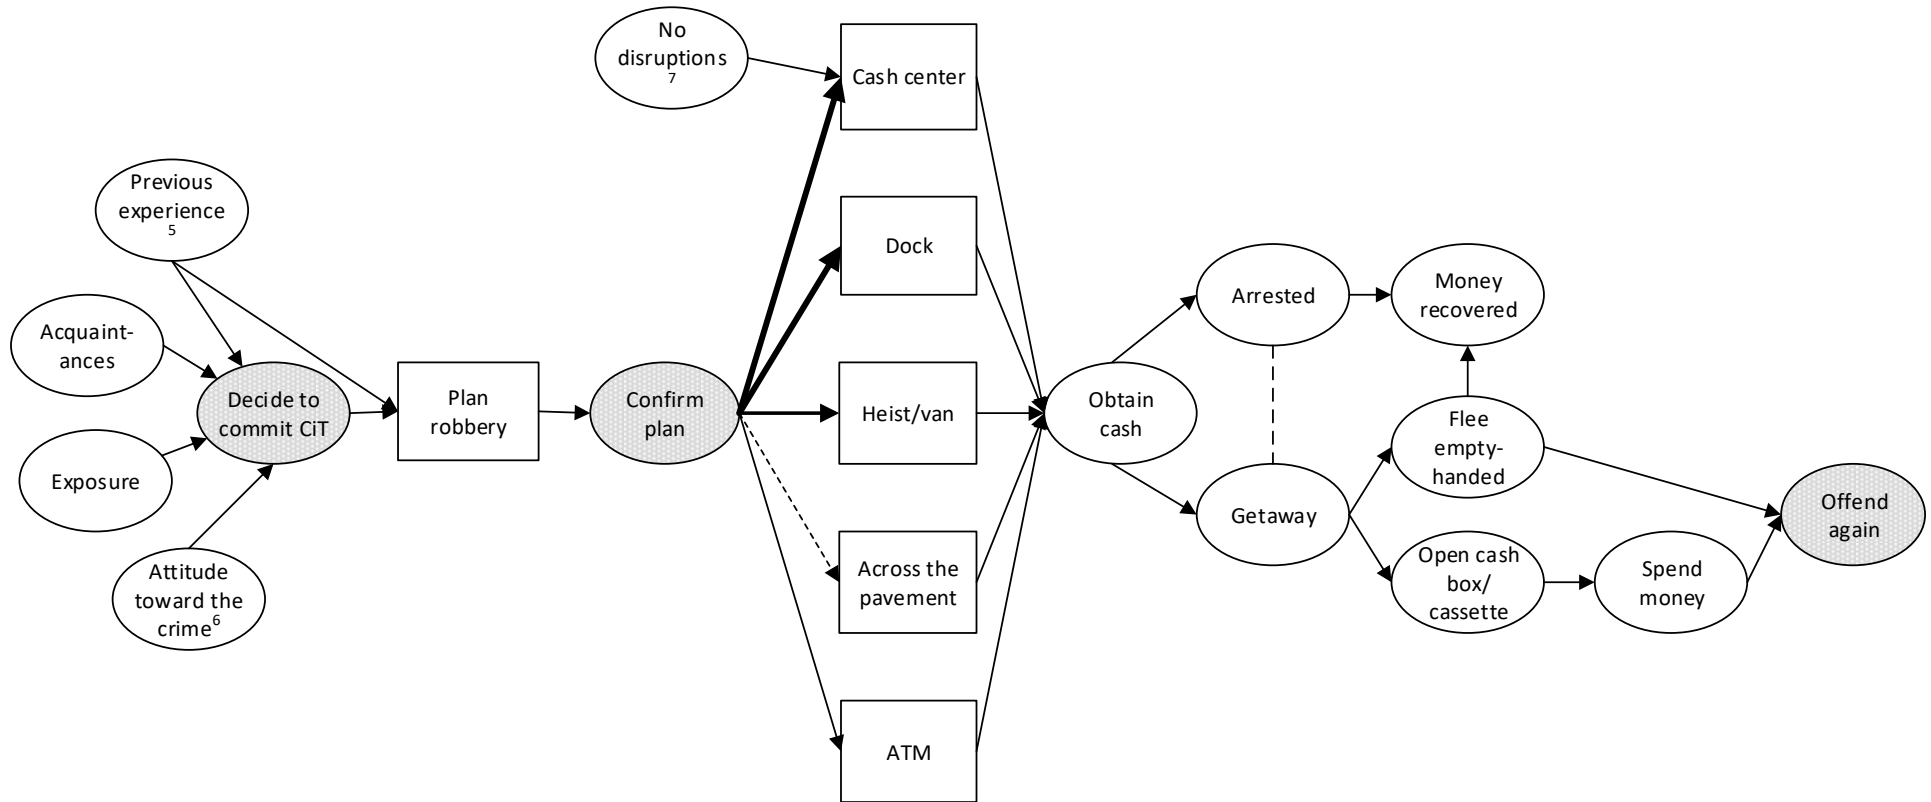 No
disruptions
7
Cash center
Previous
experience
5
Dock
Acquaint-
ances
Arrested
Money
recovered
Decide to
commit CiT
Plan
robbery
Confirm
plan
Heist/van
Obtain
cash
Flee
empty-
handed
Exposure
Getaway
Offend
again
Attitude
toward the
crime6
Across the
pavement
Open cash
box/
cassette
Spend
money
ATM